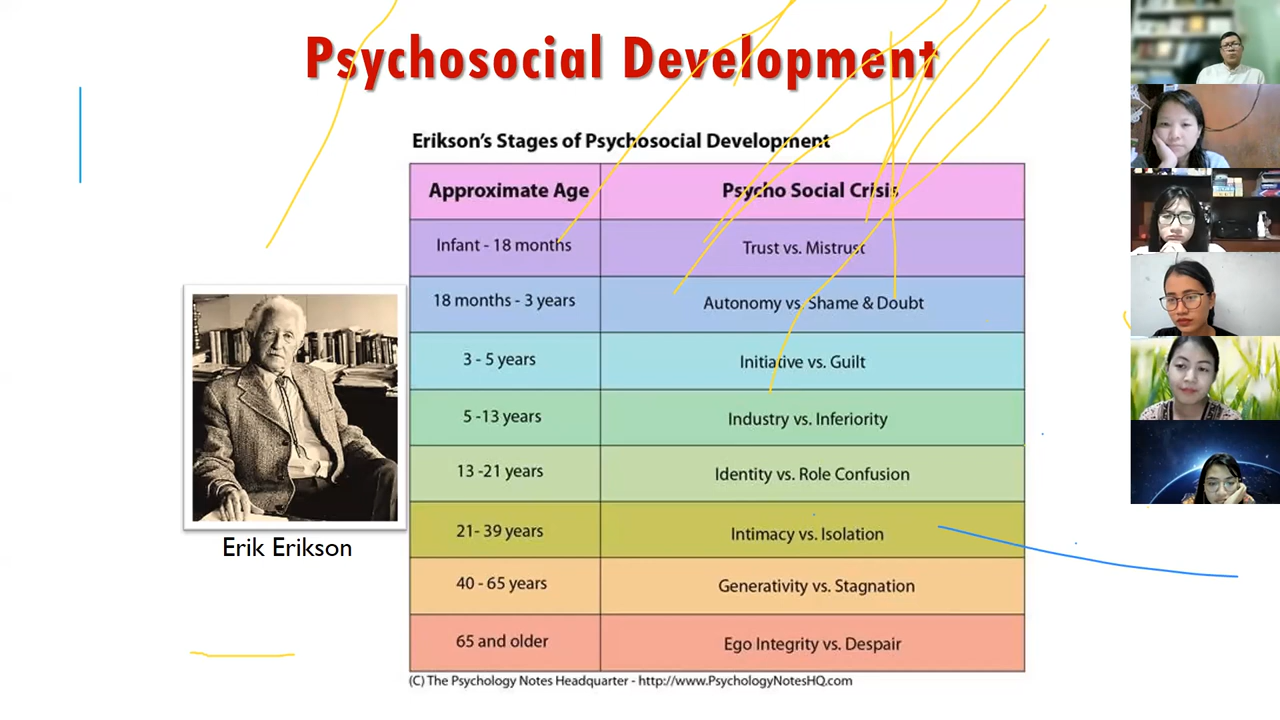 Psychosocial Development
Erikson's Stages of Psychosocial Development
Approximate Age Psycho Social Crisis
Infant - 18 months Trust vs. Mistrust
18 months - 3 years Autonomy vs. Shame & Doubt
3 - 5 years Initiative vs. Guilt
5 -13 years Industry vs. Inferiority
13 -21 years Identity vs. Role Confusion
21- 39 years Intimacy vs. Isolation
40 - 65 years Generativity vs. Stagnation
65 and older Ego Integrity vs. Despair
(C) The Psychology Notes Headquarter - http://www.PsychologyNotesHQ.com
Erik Erikson